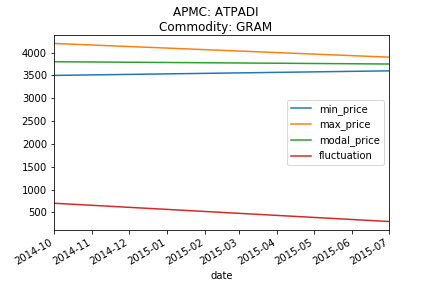 APMC: ATPADI
Commodity: GRAM
4000
3500
3000
2500
2000
1500
1000
500
min_price
max_price
modal_price
fluctuation
2014-10
2014-11
2014-12
2015-01
2015-02
2015-03
2015-04
2015-05
2015-06
2015-07
date